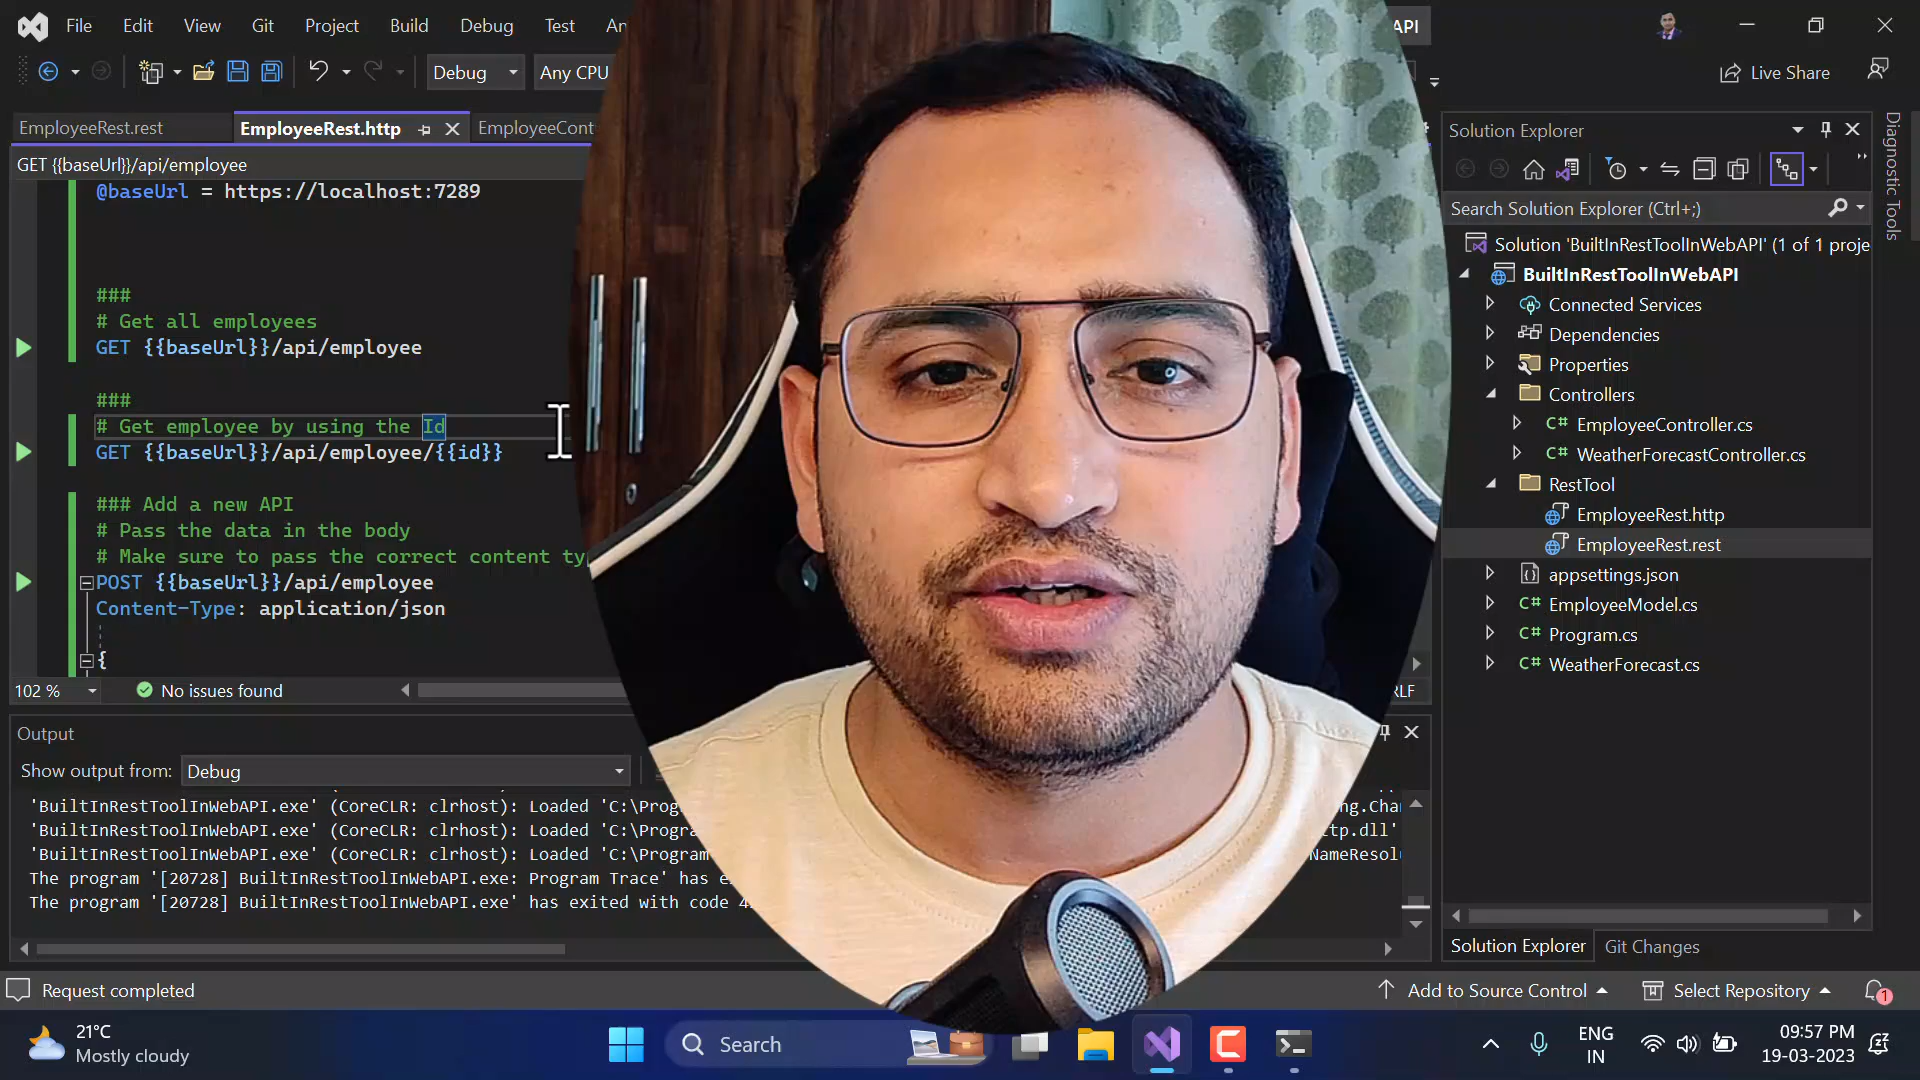 File Edit View Git Project Build Debug Test API
Debug Any CPU Live Share
EmployeeRest.rest EmployeeRest.http
GET {{baseUrl}}/api/employee
@baseUrl = https://localhost:7289
###
# Get all employees
GET {{baseUrl}}/api/employee
###
# Get employee by using the Id
GET {{baseUrl}}/api/employee/{{id}}
### Add a new API
# Pass the data in the body
# Make sure to pass the correct content
POST {{baseUrl}}/api/employee
Content-Type: application/json
{
102 % No issues found
Output
Show output from: Debug
'BuiltInRestToolInWebAPI.exe' (CoreCLR: clrhost): Loaded
'BuiltInRestToolInWebAPI.exe' (CoreCLR: clrhost): Loaded
'BuiltInRestToolInWebAPI.exe' (CoreCLR: clrhost): Loaded
The program '[20728] BuiltInRestToolInWebAPI.exe: Program Trace' has
The program '[20728] BuiltInRestToolInWebAPI.exe' has exited with code
Solution Explorer
Search Solution Explorer (Ctrl+;)
Solution 'BuiltInRestToolInWebAPI' (1 of 1 proje
BuiltInRestToolInWebAPI
Connected Services
Dependencies
Properties
Controllers
C# EmployeeController.cs
C# WeatherForecastController.cs
RestTool
EmployeeRest.http
EmployeeRest.rest
appsettings.json
C# EmployeeModel.cs
C# Program.cs
C# WeatherForecast.cs
Solution Explorer Git Changes
Diagnostic Tools
Request completed Add to Source Control Select Repository 1
21°C
Mostly cloudy
Search
ENG
IN
09:57 PM
19-03-2023